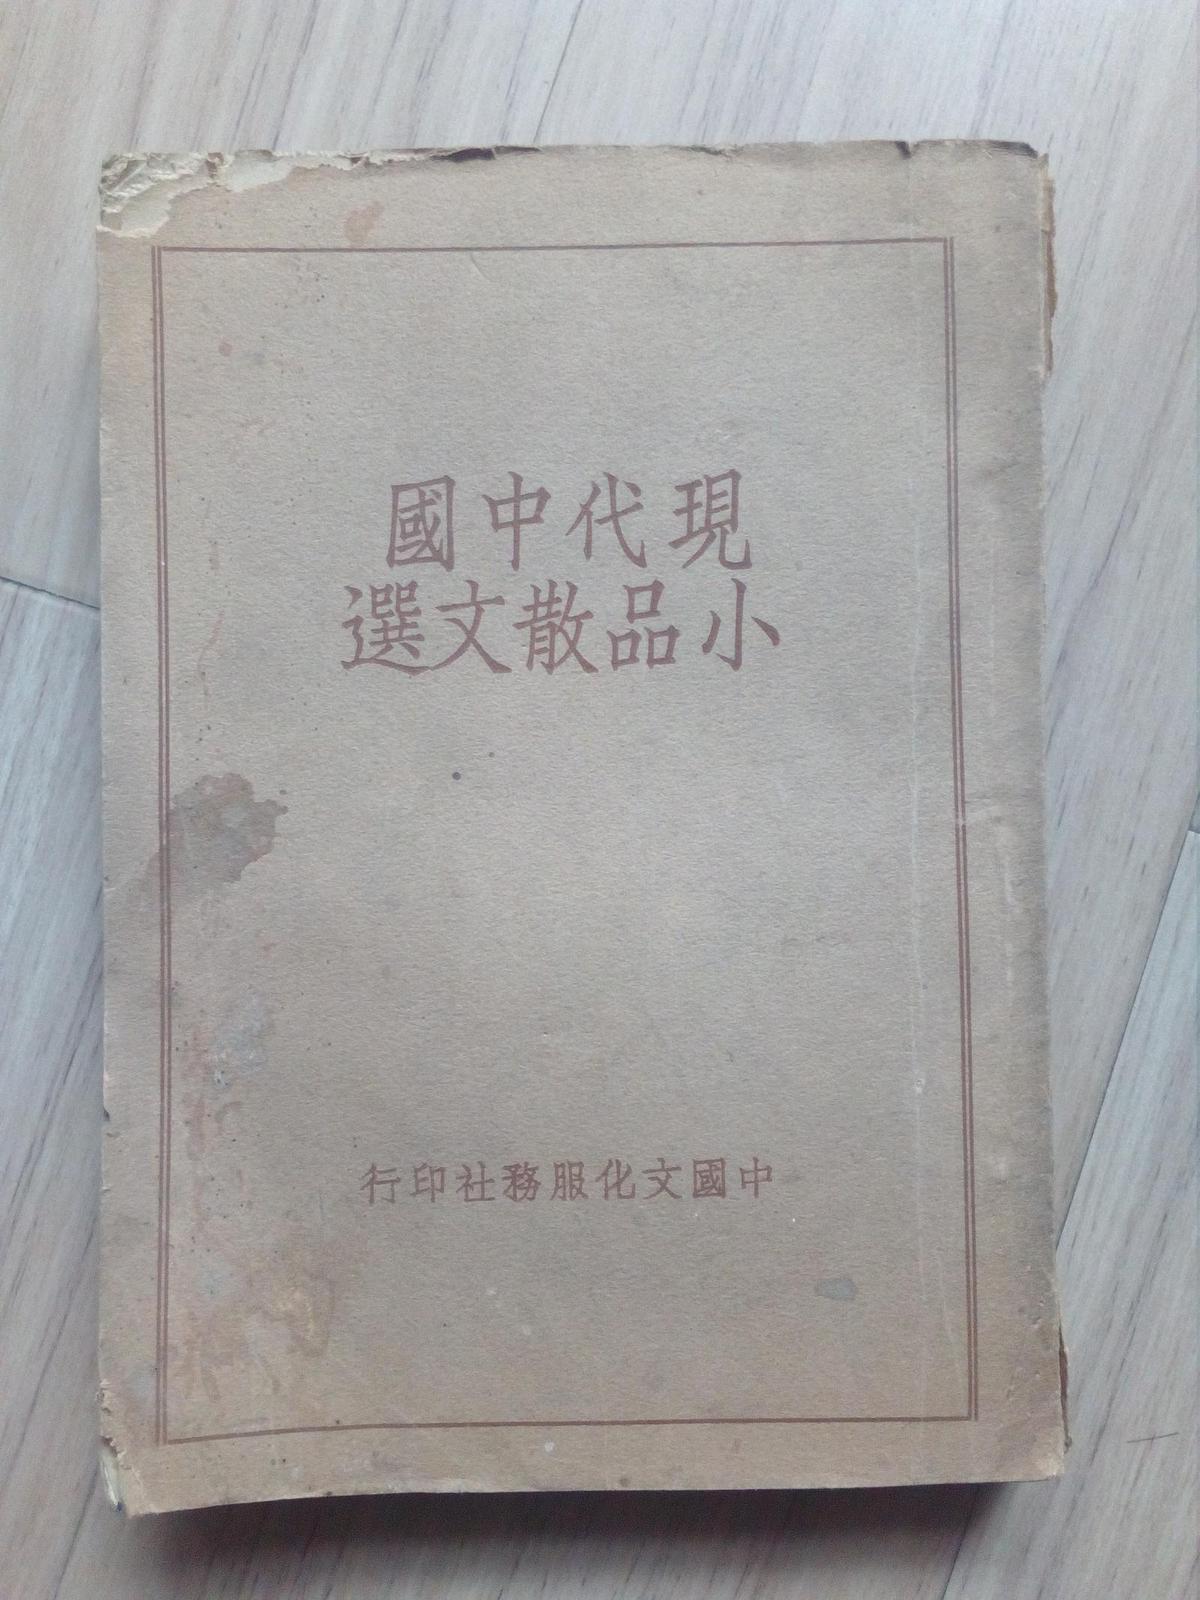 現代中國
小品散文選
中國文化服務社印行